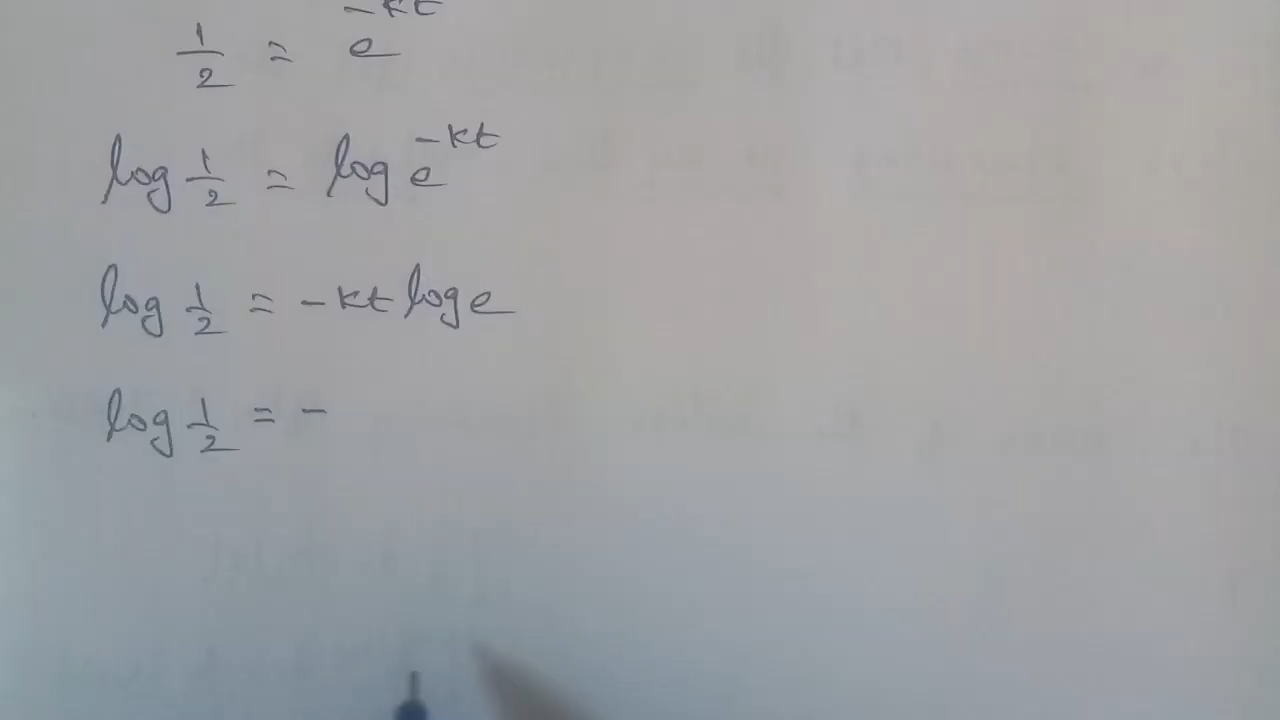 1/2 = e^-kt
log 1/2 = log e^-kt
log 1/2 = -kt log e
log 1/2 = -